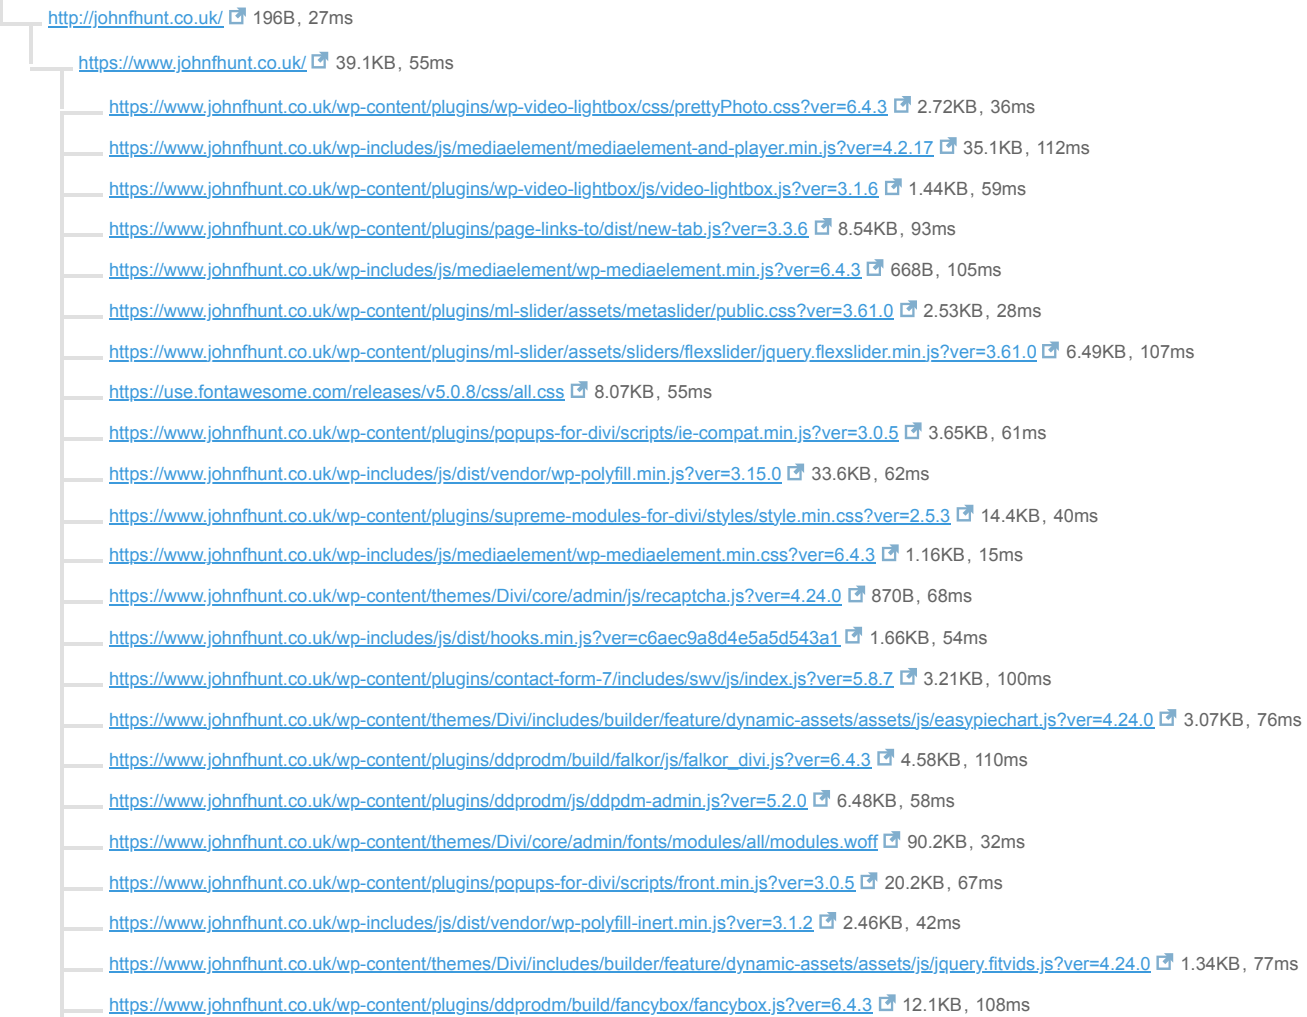 http://johnfhunt.co.uk/ 196B, 27ms
https://www.johnfhunt.co.uk/ 39.1KB, 55ms
https://www.johnfhunt.co.uk/wp-content/plugins/wp-video-lightbox/css/prettyPhoto.css?ver=6.4.3 2.72KB, 36ms
https://www.johnfhunt.co.uk/wp-includes/js/mediaelement/mediaelement-and-player.min.js?ver=4.2.17 35.1KB, 112ms
https://www.johnfhunt.co.uk/wp-content/plugins/wp-video-lightbox/js/video-lightbox.js?ver=3.1.6 1.44KB, 59ms
https://www.johnfhunt.co.uk/wp-content/plugins/page-links-to/dist/new-tab.js?ver=3.3.6 8.54KB, 93ms
https://www.johnfhunt.co.uk/wp-includes/js/mediaelement/wp-mediaelement.min.js?ver=6.4.3 668B, 105ms
https://www.johnfhunt.co.uk/wp-content/plugins/ml-slider/assets/metaslider/public.css?ver=3.61.0 2.53KB, 28ms
https://www.johnfhunt.co.uk/wp-content/plugins/ml-slider/assets/sliders/flexslider/jquery.flexslider.min.js?ver=3.61.0 6.49KB, 107ms
https://use.fontawesome.com/releases/v5.0.8/css/all.css 8.07KB, 55ms
https://www.johnfhunt.co.uk/wp-content/plugins/popups-for-divi/scripts/ie-compat.min.js?ver=3.0.5 3.65KB, 61ms
https://www.johnfhunt.co.uk/wp-includes/js/dist/vendor/wp-polyfill.min.js?ver=3.15.0 33.6KB, 62ms
https://www.johnfhunt.co.uk/wp-content/plugins/supreme-modules-for-divi/styles/style.min.css?ver=2.5.3 14.4KB, 40ms
https://www.johnfhunt.co.uk/wp-includes/js/mediaelement/wp-mediaelement.min.css?ver=6.4.3 1.16KB, 15ms
https://www.johnfhunt.co.uk/wp-content/themes/Divi/core/admin/js/recaptcha.js?ver=4.24.0 870B, 68ms
https://www.johnfhunt.co.uk/wp-includes/js/dist/hooks.min.js?ver=c6aec9a8d4e5a5d543a1 1.66KB, 54ms
https://www.johnfhunt.co.uk/wp-content/plugins/contact-form-7/includes/swv/js/index.js?ver=5.8.7 3.21KB, 100ms
https://www.johnfhunt.co.uk/wp-content/themes/Divi/includes/builder/feature/dynamic-assets/assets/js/easypiechart.js?ver=4.24.0 3.07KB, 76ms
https://www.johnfhunt.co.uk/wp-content/plugins/ddprodm/build/falkor/js/falkor_divi.js?ver=6.4.3 4.58KB, 110ms
https://www.johnfhunt.co.uk/wp-content/plugins/ddprodm/js/ddpdm-admin.js?ver=5.2.0 6.48KB, 58ms
https://www.johnfhunt.co.uk/wp-content/themes/Divi/core/admin/fonts/modules/all/modules.woff 90.2KB, 32ms
https://www.johnfhunt.co.uk/wp-content/plugins/popups-for-divi/scripts/front.min.js?ver=3.0.5 20.2KB, 67ms
https://www.johnfhunt.co.uk/wp-includes/js/dist/vendor/wp-polyfill-inert.min.js?ver=3.1.2 2.46KB, 42ms
https://www.johnfhunt.co.uk/wp-content/themes/Divi/includes/builder/feature/dynamic-assets/assets/js/jquery.fitvids.js?ver=4.24.0 1.34KB, 77ms
https://www.johnfhunt.co.uk/wp-content/plugins/ddprodm/build/fancybox/fancybox.js?ver=6.4.3 12.1KB, 108ms